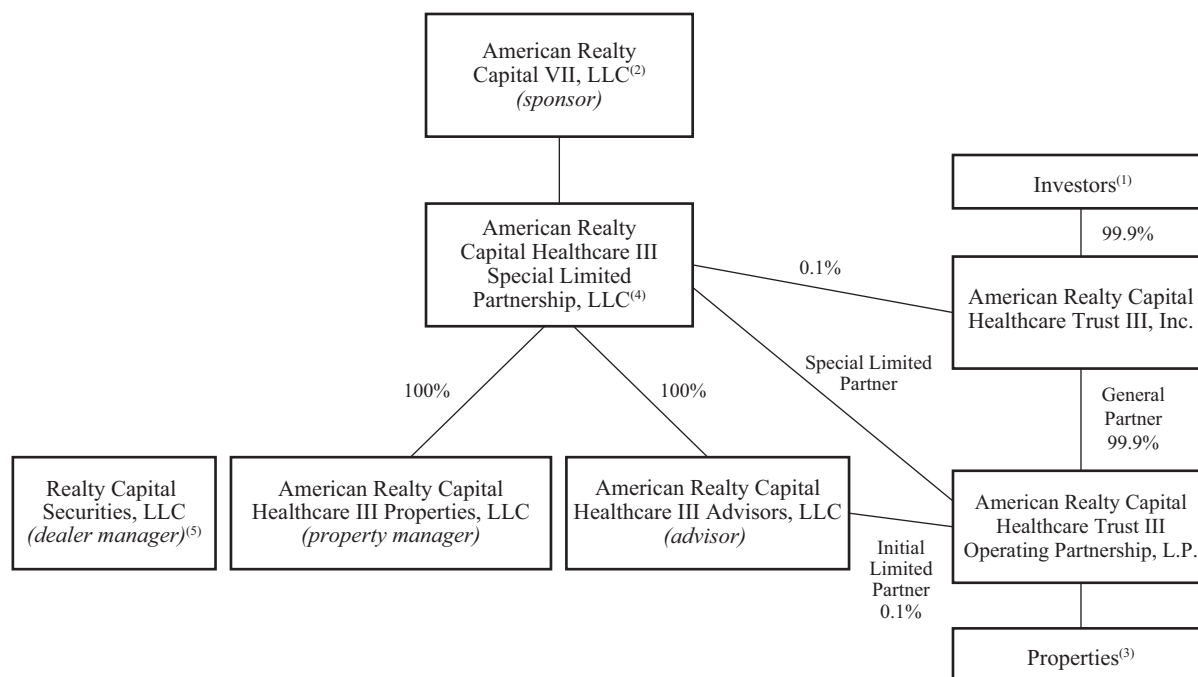 American Realty
Capital VII, LLC(2)
(sponsor)
Investors(1)
99.9%
American Realty
Capital Healthcare III
Special Limited
Partnership, LLC(4)
0.1%
American Realty Capital
Healthcare Trust III, Inc.
Special Limited
Partner
100%
100%
General
Partner
99.9%
Realty Capital
Securities, LLC
(dealer manager)(5)
American Realty Capital
Healthcare III Properties, LLC
(property manager)
American Realty Capital
Healthcare III Advisors, LLC
(advisor)
Initial
Limited
Partner
0.1%
American Realty Capital
Healthcare Trust III
Operating Partnership, L.P.
Properties(3)